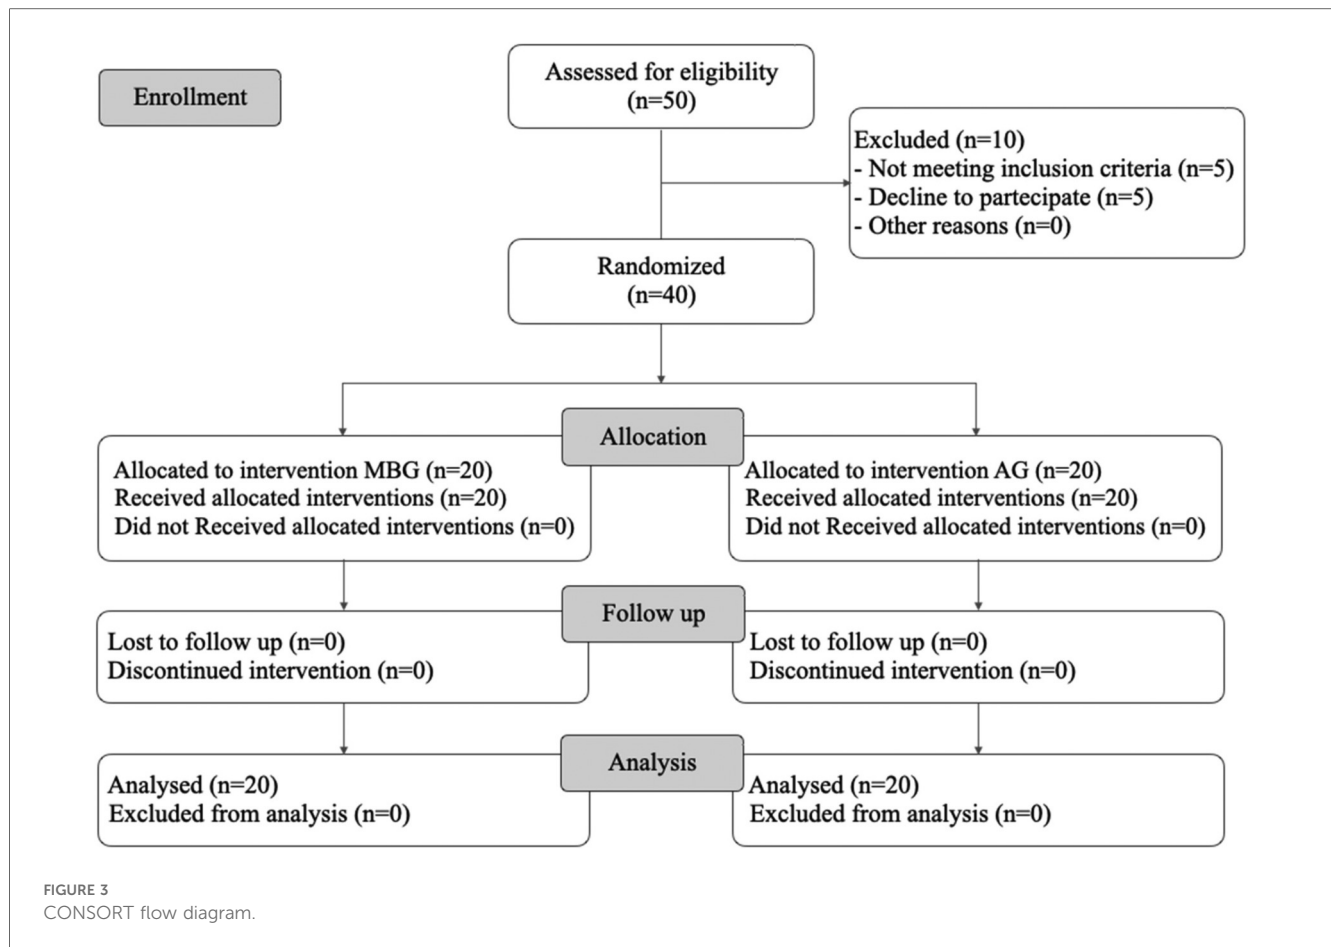 Enrollment
Assessed for eligibility
(n=50)
Excluded (n=10)
- Not meeting inclusion criteria (n=5)
- Decline to partecipate (n=5)
- Other reasons (n=0)
Randomized
(n=40)
Allocation
Allocated to intervention MBG (n=20)
Received allocated interventions (n=20)
Did not Received allocated interventions (n=0)
Allocated to intervention AG (n=20)
Received allocated interventions (n=20)
Did not Received allocated interventions (n=0)
Follow up
Lost to follow up (n=0)
Discontinued intervention (n=0)
Lost to follow up (n=0)
Discontinued intervention (n=0)
Analysis
Analysed (n=20)
Excluded from analysis (n=0)
Analysed (n=20)
Excluded from analysis (n=0)
FIGURE 3
CONSORT flow diagram.